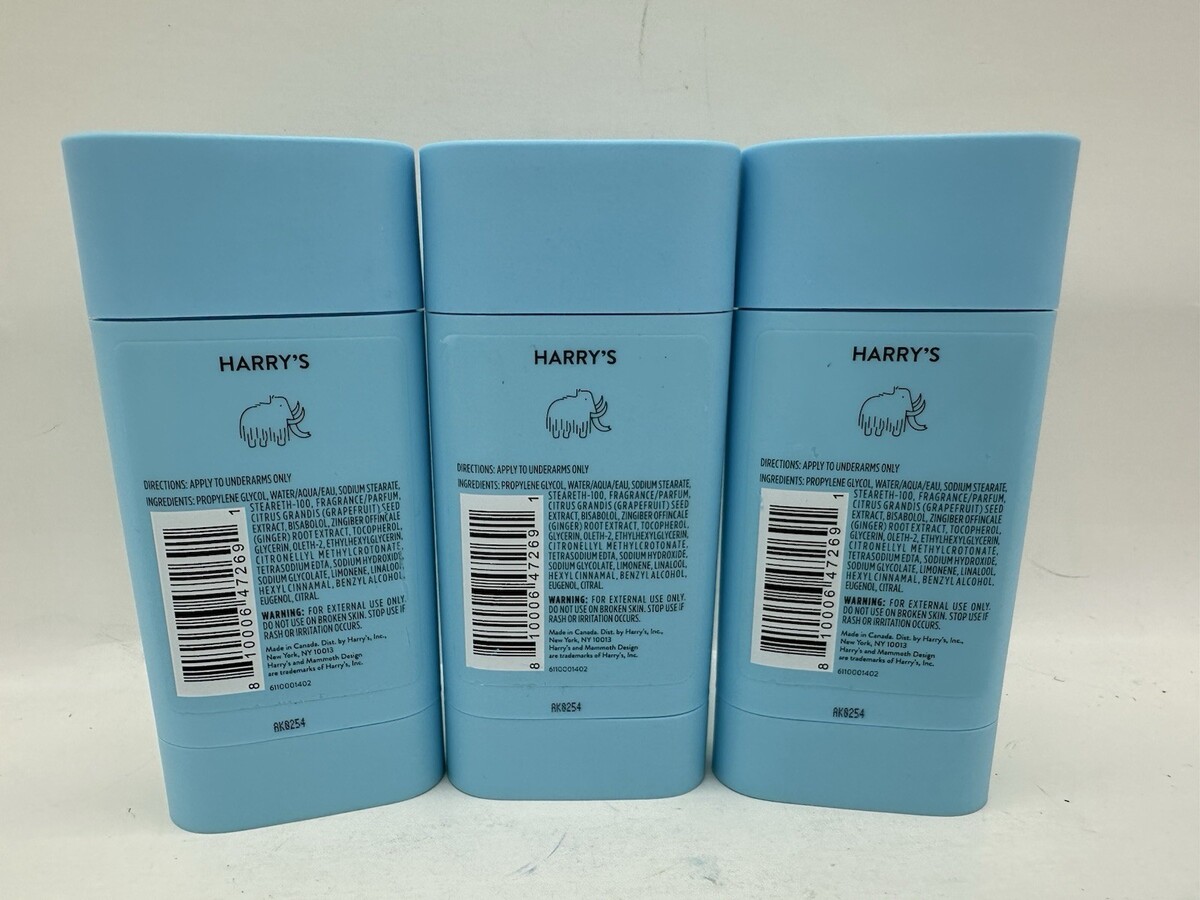 HARRY'S
DIRECTIONS: APPLY TO UNDERARMS ONLY
INGREDIENTS: PROPYLENE GLYCOL, WATER/AQUA/EAU, SODIUM STEARATE,
STEARETH-100, FRAGRANCE/PARFUM,
CITRUS GRANDIS (GRAPEFRUIT) SEED
EXTRACT, BISABOLOL, ZINGIBER OFFINCALE
(GINGER) ROOT EXTRACT, TOCOPHEROL,
GLYCERIN, OLETH-2, ETHYLHEXYLGLYCERIN,
CITRONELLYL METHYLCROTONATE,
TETRASODIUM EDTA, SODIUM HYDROXIDE,
SODIUM GLYCOLATE, LIMONENE, LINALOOL,
HEXYL CINNAMAL, BENZYL ALCOHOL,
EUGENOL, CITRAL.
WARNING: FOR EXTERNAL USE ONLY.
DO NOT USE ON BROKEN SKIN. STOP USE IF
RASH OR IRRITATION OCCURS.
Made in Canada. Dist. by Harry's, Inc.,
New York, NY 10013
Harry's and Mammoth Design
are trademarks of Harry's, Inc.
6110001402
8 10006 47269 1
AK8254
HARRY'S
DIRECTIONS: APPLY TO UNDERARMS ONLY
INGREDIENTS: PROPYLENE GLYCOL, WATER/AQUA/EAU, SODIUM STEARATE,
STEARETH-100, FRAGRANCE/PARFUM,
CITRUS GRANDIS (GRAPEFRUIT) SEED
EXTRACT, BISABOLOL, ZINGIBER OFFINCALE
(GINGER) ROOT EXTRACT, TOCOPHEROL,
GLYCERIN, OLETH-2, ETHYLHEXYLGLYCERIN,
CITRONELLYL METHYLCROTONATE,
TETRASODIUM EDTA, SODIUM HYDROXIDE,
SODIUM GLYCOLATE, LIMONENE, LINALOOL,
HEXYL CINNAMAL, BENZYL ALCOHOL,
EUGENOL, CITRAL.
WARNING: FOR EXTERNAL USE ONLY.
DO NOT USE ON BROKEN SKIN. STOP USE IF
RASH OR IRRITATION OCCURS.
Made in Canada. Dist. by Harry's, Inc.,
New York, NY 10013
Harry's and Mammoth Design
are trademarks of Harry's, Inc.
6110001402
8 10006 47269 1
AK8254
HARRY'S
DIRECTIONS: APPLY TO UNDERARMS ONLY
INGREDIENTS: PROPYLENE GLYCOL, WATER/AQUA/EAU, SODIUM STEARATE,
STEARETH-100, FRAGRANCE/PARFUM,
CITRUS GRANDIS (GRAPEFRUIT) SEED
EXTRACT, BISABOLOL, ZINGIBER OFFINCALE
(GINGER) ROOT EXTRACT, TOCOPHEROL,
GLYCERIN, OLETH-2, ETHYLHEXYLGLYCERIN,
CITRONELLYL METHYLCROTONATE,
TETRASODIUM EDTA, SODIUM HYDROXIDE,
SODIUM GLYCOLATE, LIMONENE, LINALOOL,
HEXYL CINNAMAL, BENZYL ALCOHOL,
EUGENOL, CITRAL.
WARNING: FOR EXTERNAL USE ONLY.
DO NOT USE ON BROKEN SKIN. STOP USE IF
RASH OR IRRITATION OCCURS.
Made in Canada. Dist. by Harry's, Inc.,
New York, NY 10013
Harry's and Mammoth Design
are trademarks of Harry's, Inc.
6110001402
8 10006 47269 1
AK8254